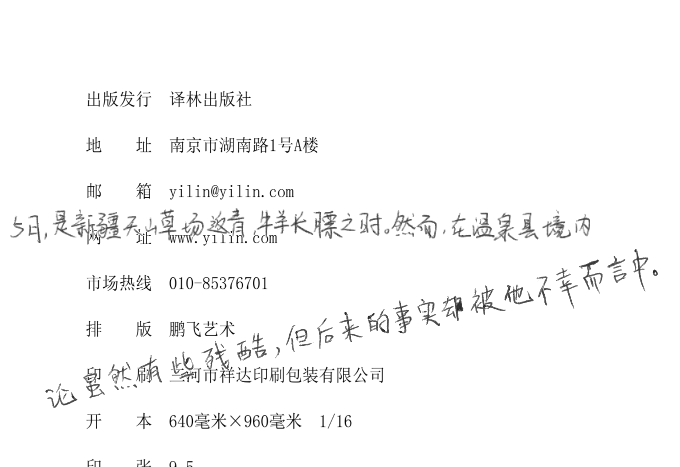 出版发行 译林出版社
地 址 南京市湖南路1号A楼
邮 箱 yilin@yilin.com
5日,是新疆天山草场返青、牛羊长膘之时。然而,在温泉县境内
网 址 www.yilin.com
市场热线 010-85376701
排 版 鹏飞艺术
论虽然有些残酷,但后来的事实却被他不幸而言中。
印 刷 三河市祥达印刷包装有限公司
开 本 640毫米×960毫米 1/16
印 张 9.5